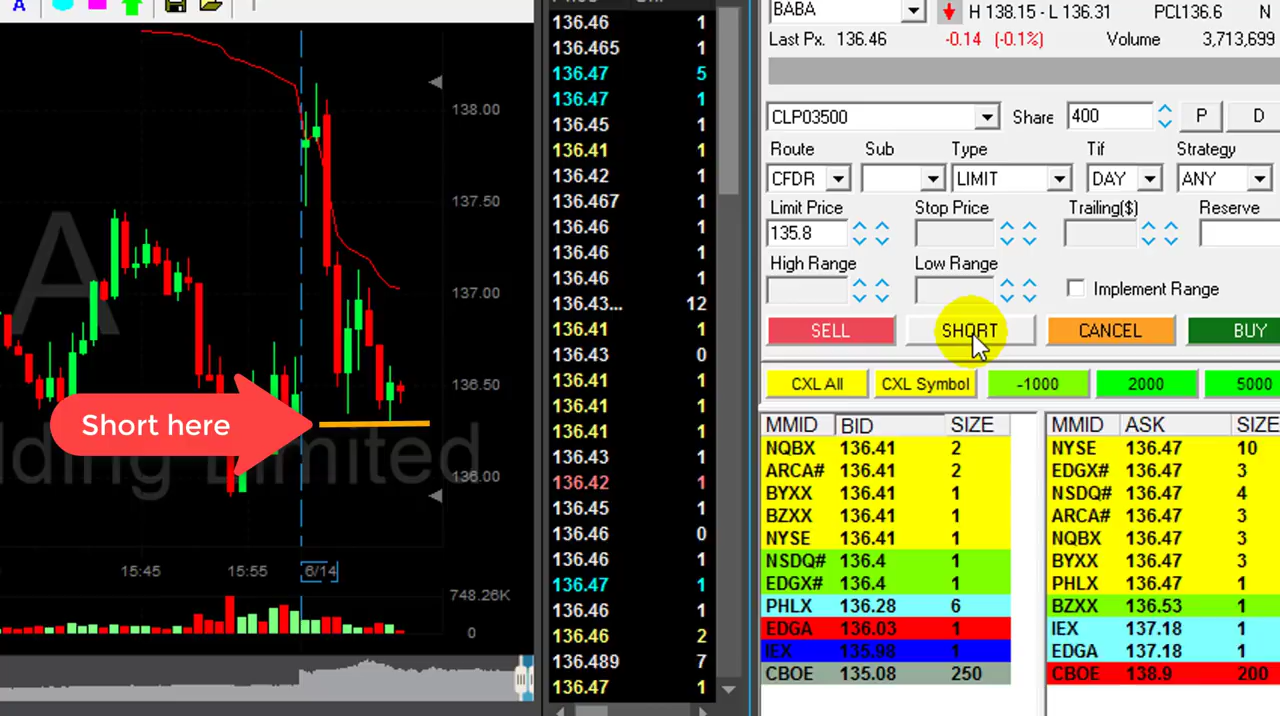 A
138.00
137.50
137.00
136.50
136.00
A
lding Limited
Short here
15:45 15:55 6/14
748.26K
0
136.46 1
136.465 1
136.47 5
136.47 1
136.45 1
136.41 1
136.42 1
136.467 1
136.46 1
136.46 1
136.46 1
136.43... 12
136.41 1
136.43 0
136.41 1
136.41 1
136.41 1
136.43 1
136.42 1
136.45 1
136.46 0
136.46 1
136.47 1
136.46 1
136.46 2
136.489 7
136.47 1
BABA H 138.15 - L 136.31 PCL136.6 N
Last Px. 136.46 -0.14 (-0.1%) Volume 3,713,699
CLP03500 Share 400 P D
Route Sub Type Tif Strategy
CFDR LIMIT DAY ANY
Limit Price Stop Price Trailing($) Reserve
135.8
High Range Low Range
Implement Range
SELL SHORT CANCEL BUY
CXL All CXL Symbol -1000 2000 5000
MMID BID SIZE
NQBX 136.41 2
ARCA# 136.41 2
BYXX 136.41 1
BZXX 136.41 1
NYSE 136.41 1
NSDQ# 136.4 1
EDGX# 136.4 1
PHLX 136.28 6
EDGA 136.03 1
IEX 135.98 1
CBOE 135.08 250
MMID ASK SIZE
NYSE 136.47 10
EDGX# 136.47 3
NSDQ# 136.47 4
ARCA# 136.47 3
NQBX 136.47 3
BYXX 136.47 3
PHLX 136.47 1
BZXX 136.53 1
IEX 137.18 1
EDGA 137.18 1
CBOE 138.9 200